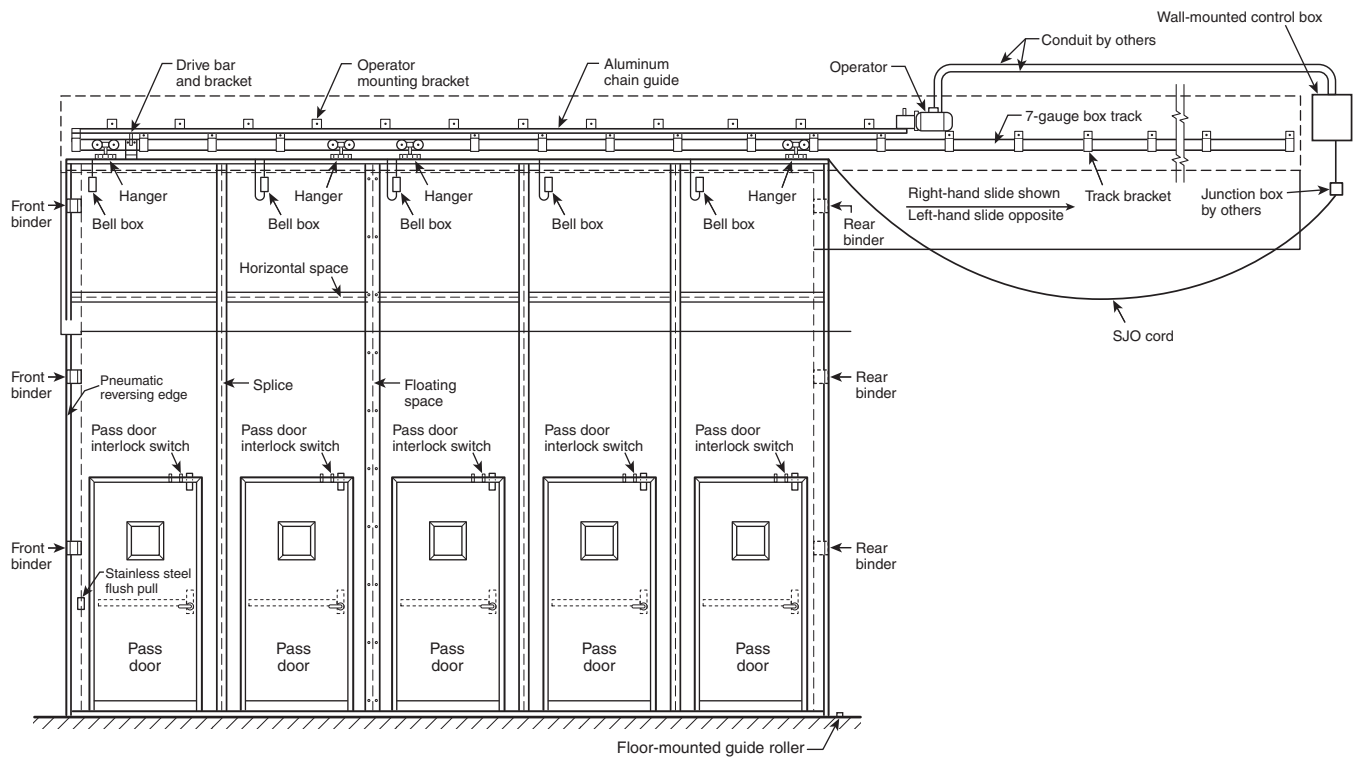 Wall-mounted control box
Conduit by others
Drive bar
and bracket
Operator
mounting bracket
Aluminum
chain guide
Operator
7-gauge box track
Hanger
Hanger
Hanger
Hanger
Right-hand slide shown
Left-hand slide opposite
Track bracket
Junction box
by others
Front
binder
Bell box
Bell box
Bell box
Bell box
Bell box
Rear
binder
Horizontal space
SJO cord
Front
binder
Pneumatic
reversing edge
Splice
Floating
space
Rear
binder
Pass door
interlock switch
Pass door
interlock switch
Pass door
interlock switch
Pass door
interlock switch
Pass door
interlock switch
Front
binder
Rear
binder
Stainless steel
flush pull
Pass
door
Pass
door
Pass
door
Pass
door
Pass
door
Floor-mounted guide roller